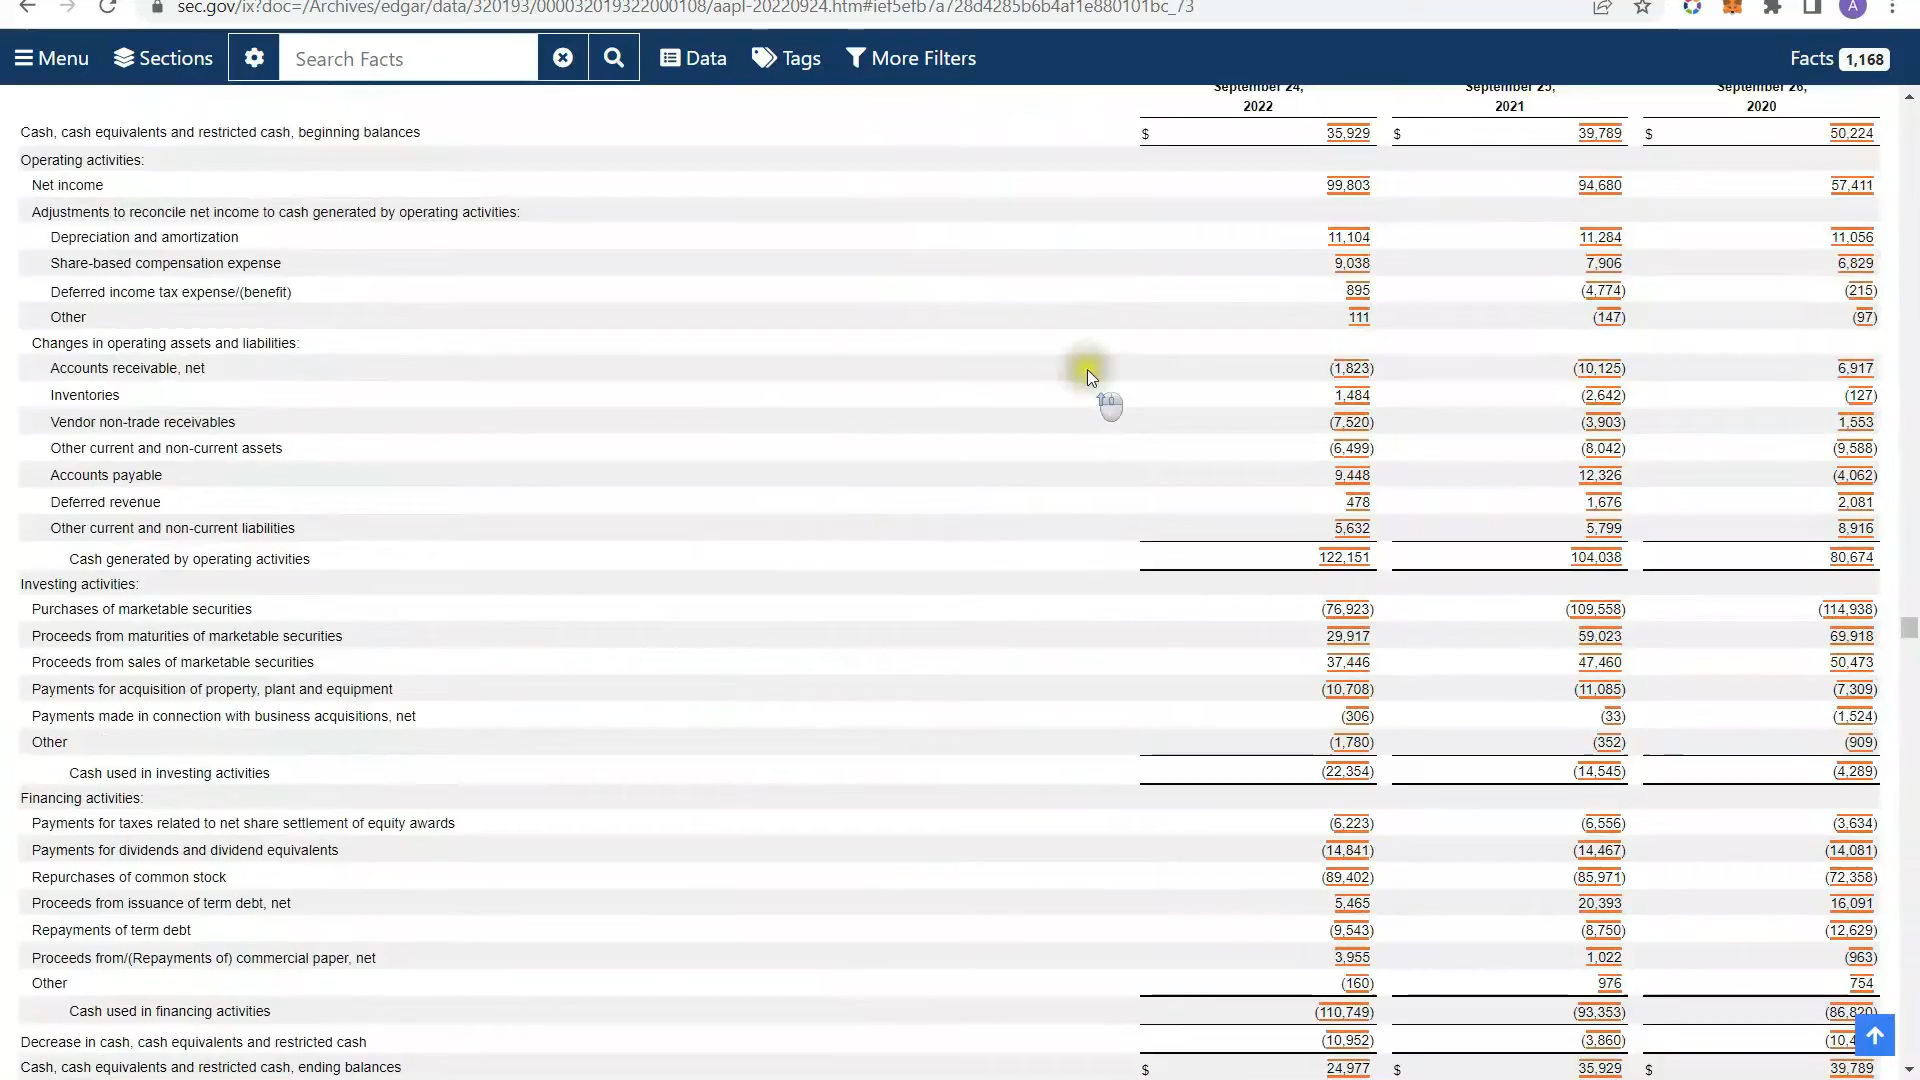 sec.gov/ix?doc=/Archives/edgar/data/320193/000032019322000108/aapl-20220924.htm#ief5efb7a728d4285b6b4af1e880101bc_73
A
Menu Sections Search Facts Data Tags More Filters Facts 1,168
September 24, September 25, September 26,
2022 2021 2020
Cash, cash equivalents and restricted cash, beginning balances $ 35,929 $ 39,789 $ 50,224
Operating activities:
Net income 99,803 94,680 57,411
Adjustments to reconcile net income to cash generated by operating activities:
Depreciation and amortization 11,104 11,284 11,056
Share-based compensation expense 9,038 7,906 6,829
Deferred income tax expense/(benefit) 895 (4,774) (215)
Other 111 (147) (97)
Changes in operating assets and liabilities:
Accounts receivable, net (1,823) (10,125) 6,917
Inventories 1,484 (2,642) (127)
Vendor non-trade receivables (7,520) (3,903) 1,553
Other current and non-current assets (6,499) (8,042) (9,588)
Accounts payable 9,448 12,326 (4,062)
Deferred revenue 478 1,676 2,081
Other current and non-current liabilities 5,632 5,799 8,916
Cash generated by operating activities 122,151 104,038 80,674
Investing activities:
Purchases of marketable securities (76,923) (109,558) (114,938)
Proceeds from maturities of marketable securities 29,917 59,023 69,918
Proceeds from sales of marketable securities 37,446 47,460 50,473
Payments for acquisition of property, plant and equipment (10,708) (11,085) (7,309)
Payments made in connection with business acquisitions, net (306) (33) (1,524)
Other (1,780) (352) (909)
Cash used in investing activities (22,354) (14,545) (4,289)
Financing activities:
Payments for taxes related to net share settlement of equity awards (6,223) (6,556) (3,634)
Payments for dividends and dividend equivalents (14,841) (14,467) (14,081)
Repurchases of common stock (89,402) (85,971) (72,358)
Proceeds from issuance of term debt, net 5,465 20,393 16,091
Repayments of term debt (9,543) (8,750) (12,629)
Proceeds from/(Repayments of) commercial paper, net 3,955 1,022 (963)
Other (160) 976 754
Cash used in financing activities (110,749) (93,353) (86,820)
Decrease in cash, cash equivalents and restricted cash (10,952) (3,860)
Cash, cash equivalents and restricted cash, ending balances $ 24,977 $ 35,929 $ 39,789